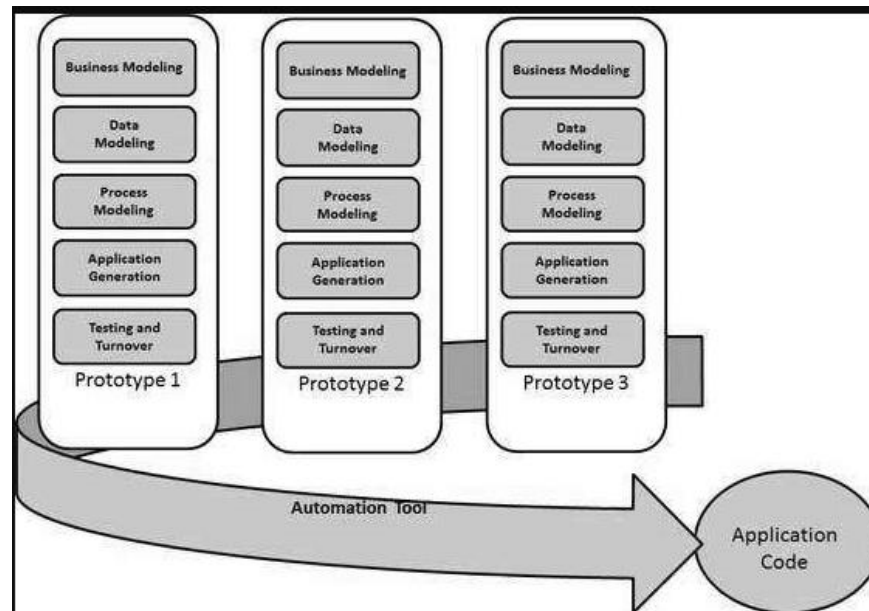 Business Modeling
Data
Modeling
Process
Modeling
Application
Generation
Testing and
Turnover
Prototype 1
Business Modeling
Data
Modeling
Process
Modeling
Application
Generation
Testing and
Turnover
Prototype 2
Business Modeling
Data
Modeling
Process
Modeling
Application
Generation
Testing and
Turnover
Prototype 3
Automation Tool
Application
Code